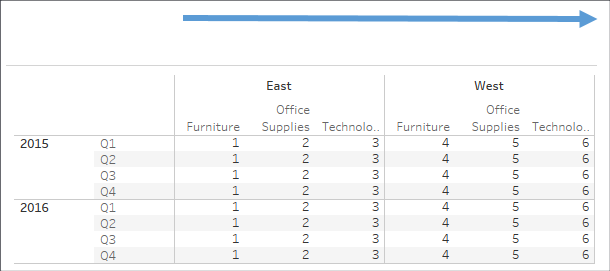 East West
Office Office
Furniture Supplies Technolo.. Furniture Supplies Technolo..
2015 Q1 1 2 3 4 5 6
Q2 1 2 3 4 5 6
Q3 1 2 3 4 5 6
Q4 1 2 3 4 5 6
2016 Q1 1 2 3 4 5 6
Q2 1 2 3 4 5 6
Q3 1 2 3 4 5 6
Q4 1 2 3 4 5 6